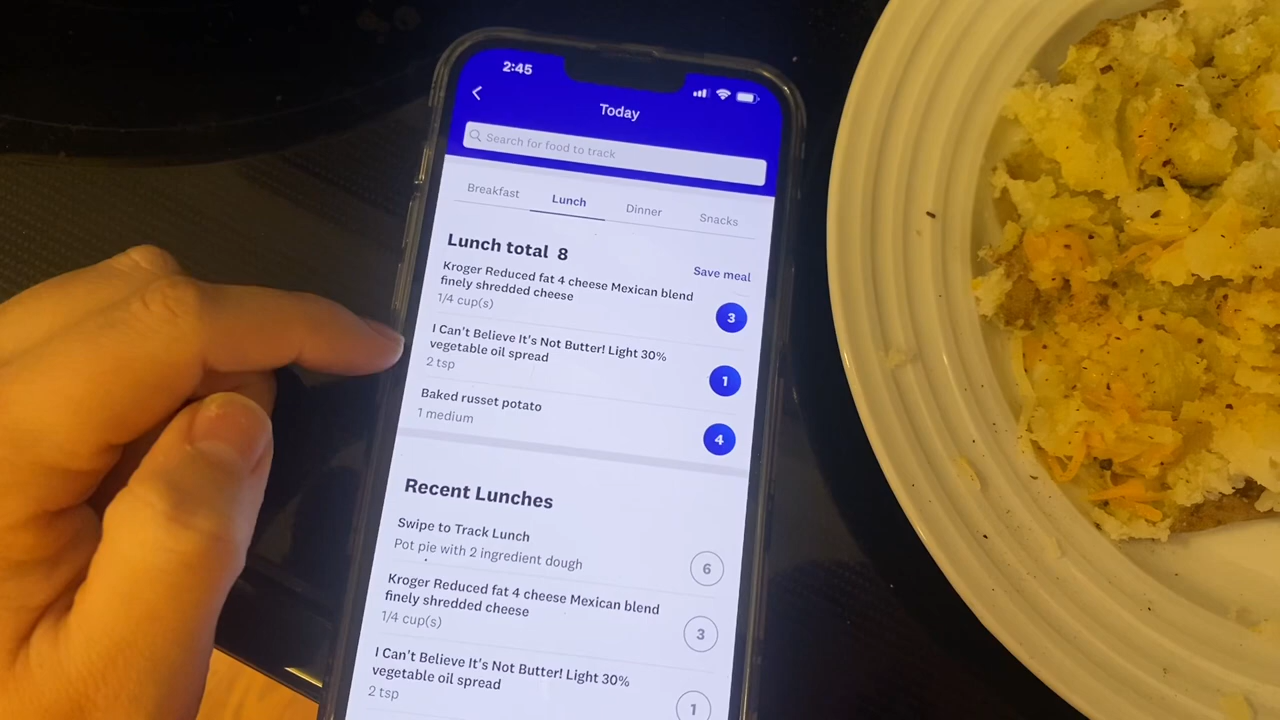 2:45
Today
Search for food to track
Breakfast Lunch Dinner Snacks
Lunch total 8
Save meal
Kroger Reduced fat 4 cheese Mexican blend
finely shredded cheese
1/4 cup(s)
3
I Can't Believe It's Not Butter! Light 30%
vegetable oil spread
2 tsp
1
Baked russet potato
1 medium
4
Recent Lunches
Swipe to Track Lunch
Pot pie with 2 ingredient dough
6
Kroger Reduced fat 4 cheese Mexican blend
finely shredded cheese
1/4 cup(s)
3
I Can't Believe It's Not Butter! Light 30%
vegetable oil spread
2 tsp
1